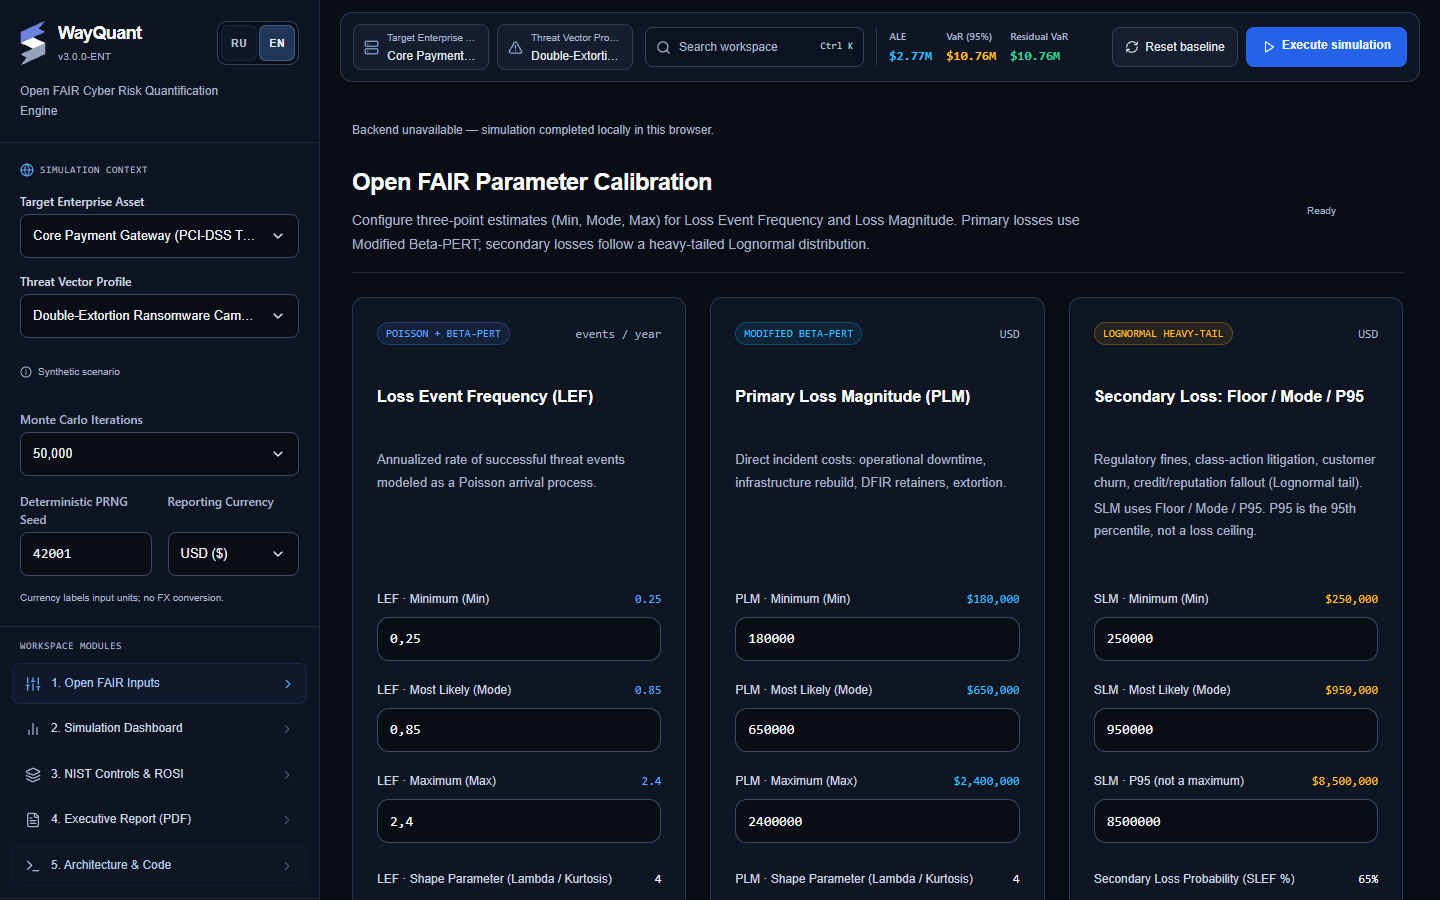 WayQuant
v3.0.0-ENT
RU
EN
Open FAIR Cyber Risk Quantification
Engine
SIMULATION CONTEXT
Target Enterprise Asset
Core Payment Gateway (PCI-DSS T...
Threat Vector Profile
Double-Extortion Ransomware Cam...
Synthetic scenario
Monte Carlo Iterations
50,000
Deterministic PRNG
Seed
Reporting Currency
42001
USD ($)
Currency labels input units; no FX conversion.
WORKSPACE MODULES
1. Open FAIR Inputs
2. Simulation Dashboard
3. NIST Controls & ROSI
4. Executive Report (PDF)
5. Architecture & Code
Target Enterprise ...
Core Payment...
Threat Vector Pro...
Double-Extorti...
Search workspace
Ctrl K
ALE
$2.77M
VaR (95%)
$10.76M
Residual VaR
$10.76M
Reset baseline
Execute simulation
Backend unavailable — simulation completed locally in this browser.
Open FAIR Parameter Calibration
Configure three-point estimates (Min, Mode, Max) for Loss Event Frequency and Loss Magnitude. Primary losses use
Modified Beta-PERT; secondary losses follow a heavy-tailed Lognormal distribution.
Ready
POISSON + BETA-PERT
events / year
Loss Event Frequency (LEF)
Annualized rate of successful threat events
modeled as a Poisson arrival process.
LEF · Minimum (Min)
0.25
0,25
LEF · Most Likely (Mode)
0.85
0,85
LEF · Maximum (Max)
2.4
2,4
LEF · Shape Parameter (Lambda / Kurtosis)
4
MODIFIED BETA-PERT
USD
Primary Loss Magnitude (PLM)
Direct incident costs: operational downtime,
infrastructure rebuild, DFIR retainers, extortion.
PLM · Minimum (Min)
$180,000
180000
PLM · Most Likely (Mode)
$650,000
650000
PLM · Maximum (Max)
$2,400,000
2400000
PLM · Shape Parameter (Lambda / Kurtosis)
4
LOGNORMAL HEAVY-TAIL
USD
Secondary Loss: Floor / Mode / P95
Regulatory fines, class-action litigation, customer
churn, credit/reputation fallout (Lognormal tail).
SLM uses Floor / Mode / P95. P95 is the 95th
percentile, not a loss ceiling.
SLM · Minimum (Min)
$250,000
250000
SLM · Most Likely (Mode)
$950,000
950000
SLM · P95 (not a maximum)
$8,500,000
8500000
Secondary Loss Probability (SLEF %)
65%